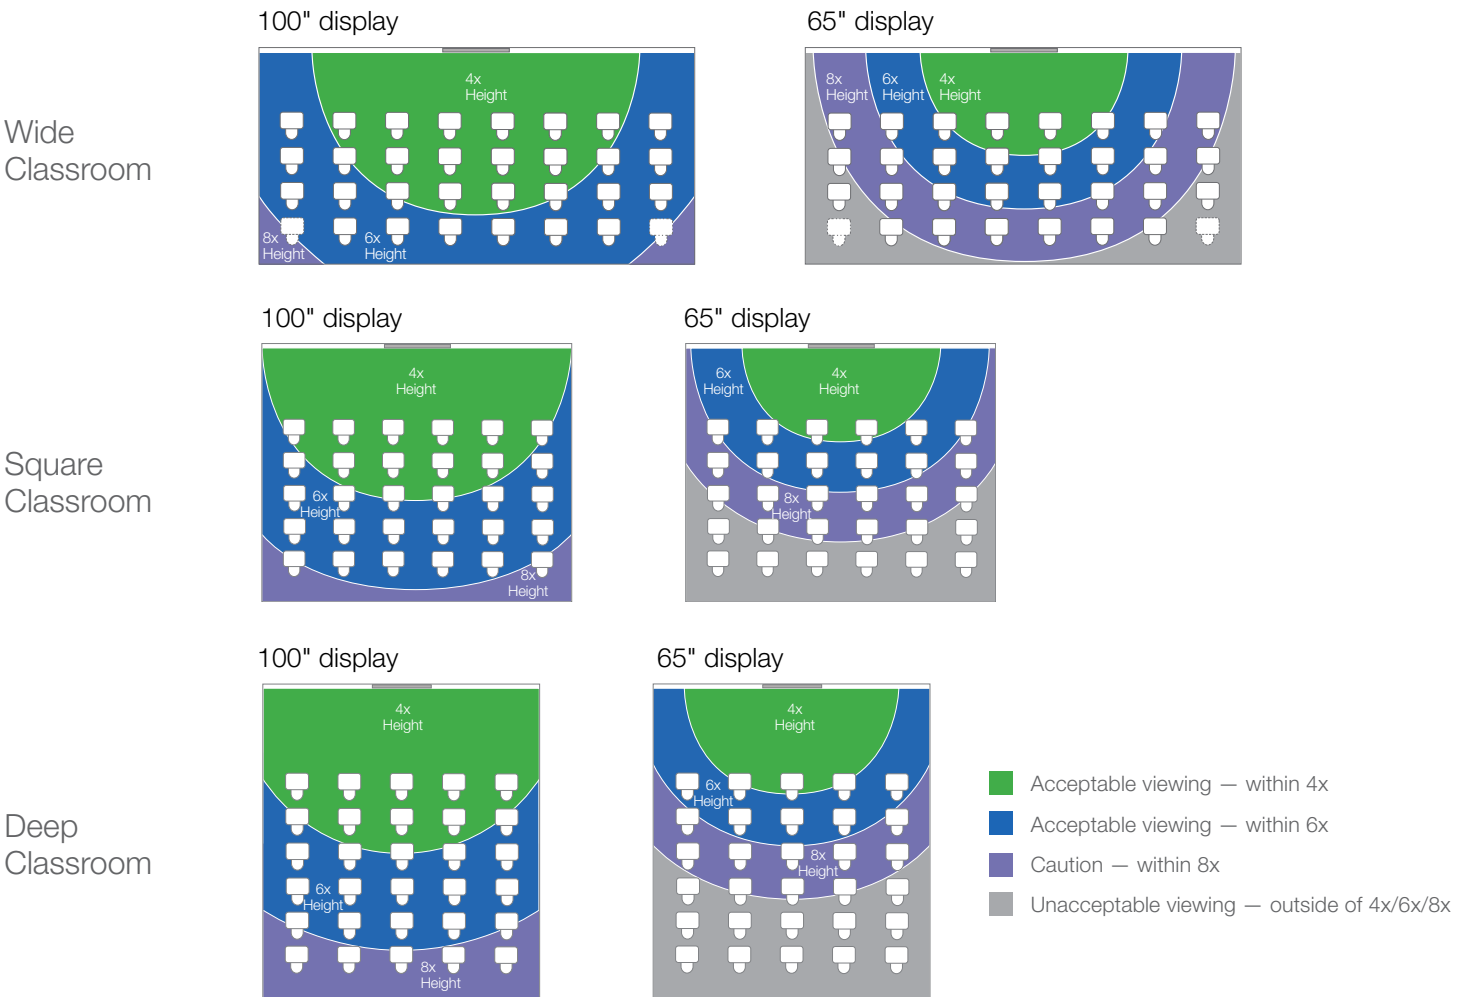 100" display
65" display
Wide
Classroom
4x
Height
8x
Height
6x
Height
8x
Height
6x
Height
4x
Height
100" display
65" display
Square
Classroom
4x
Height
6x
Height
8x
Height
6x
Height
4x
Height
8x
Height
100" display
65" display
Deep
Classroom
4x
Height
6x
Height
8x
Height
4x
Height
6x
Height
8x
Height
Acceptable viewing — within 4x
Acceptable viewing — within 6x
Caution — within 8x
Unacceptable viewing — outside of 4x/6x/8x